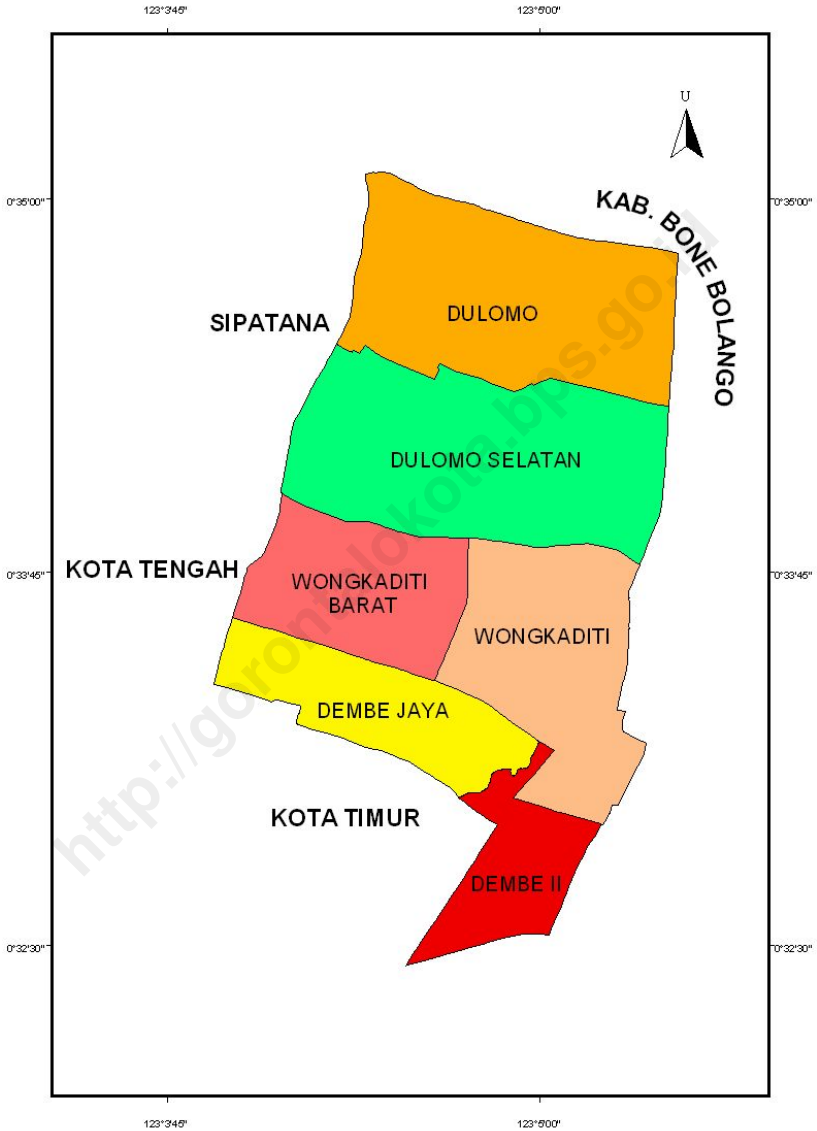 123°3'45"
123°5'00"
U
0°35'00"
0°35'00"
KAB. BONE BOLANGO
DULOMO
SIPATANA
DULOMO SELATAN
0°33'45"
0°33'45"
KOTA TENGAH
WONGKADITI
BARAT
WONGKADITI
DEMBE JAYA
KOTA TIMUR
DEMBE II
0°32'30"
0°32'30"
123°3'45"
123°5'00"
http://gorontalokota.bps.go.id